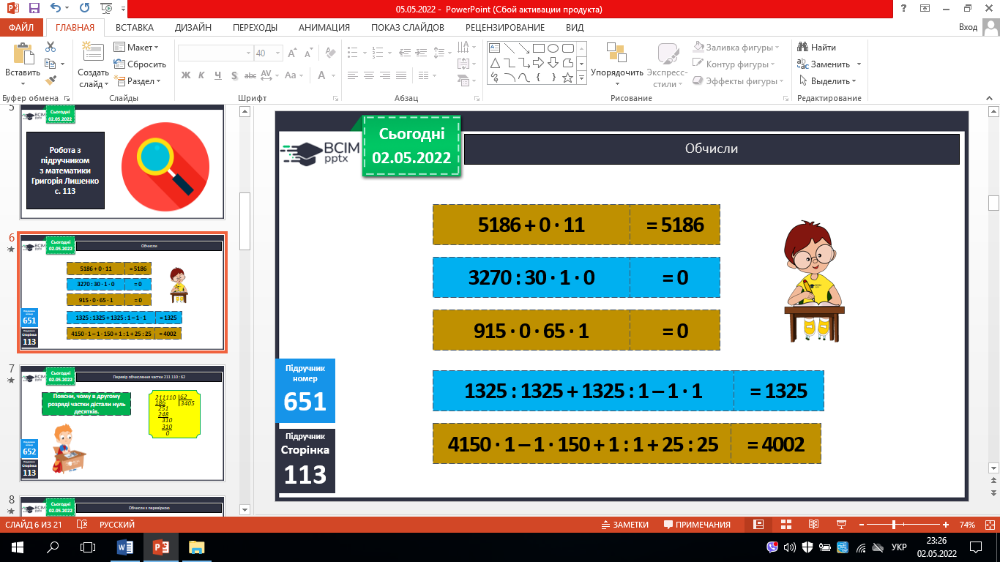 05.05.2022 - PowerPoint (Сбой активации продукта)
ФАЙЛ ГЛАВНАЯ ВСТАВКА ДИЗАЙН ПЕРЕХОДЫ АНИМАЦИЯ ПОКАЗ СЛАЙДОВ РЕЦЕНЗИРОВАНИЕ ВИД Вход
Вставить
Создать слайд
Макет
Сбросить
Раздел
40
Ж К Ч S abc AV Aa A
Упорядочить
Экспресс-стили
Заливка фигуры
Контур фигуры
Эффекты фигуры
Найти
Заменить
Выделить
Буфер обмена Слайды Шрифт Абзац Рисование Редактирование
5
Сьогодні
02.05.2022
BCIM
pptx
Робота з
підручником
з математики
Григорія Лишенко
с. 113
6
Сьогодні
02.05.2022
BCIM
pptx
Обчисли
5186 + 0 · 11 = 5186
3270 : 30 · 1 · 0 = 0
915 · 0 · 65 · 1 = 0
1325 : 1325 + 1325 : 1 – 1 · 1 = 1325
4150 · 1 – 1 · 150 + 1 : 1 + 25 : 25 = 4002
651
Сторінка
113
7
Сьогодні
02.05.2022
BCIM
pptx
Перевір обчислення частки 211 110 : 62
Поясни, чому в другому
розряді частки дістали нуль
десятків.
211110 62
186 3405
251
248
310
310
0
652
Сторінка
113
8
Сьогодні
02.05.2022
BCIM
pptx
Обчисли з перевіркою
Сьогодні
02.05.2022
BCIM
pptx
Обчисли
5186 + 0 · 11 = 5186
3270 : 30 · 1 · 0 = 0
915 · 0 · 65 · 1 = 0
1325 : 1325 + 1325 : 1 – 1 · 1 = 1325
4150 · 1 – 1 · 150 + 1 : 1 + 25 : 25 = 4002
Підручник
номер
651
Підручник
Сторінка
113
СЛАЙД 6 ИЗ 21 РУССКИЙ ЗАМЕТКИ ПРИМЕЧАНИЯ 74%
УКР
23:26
02.05.2022